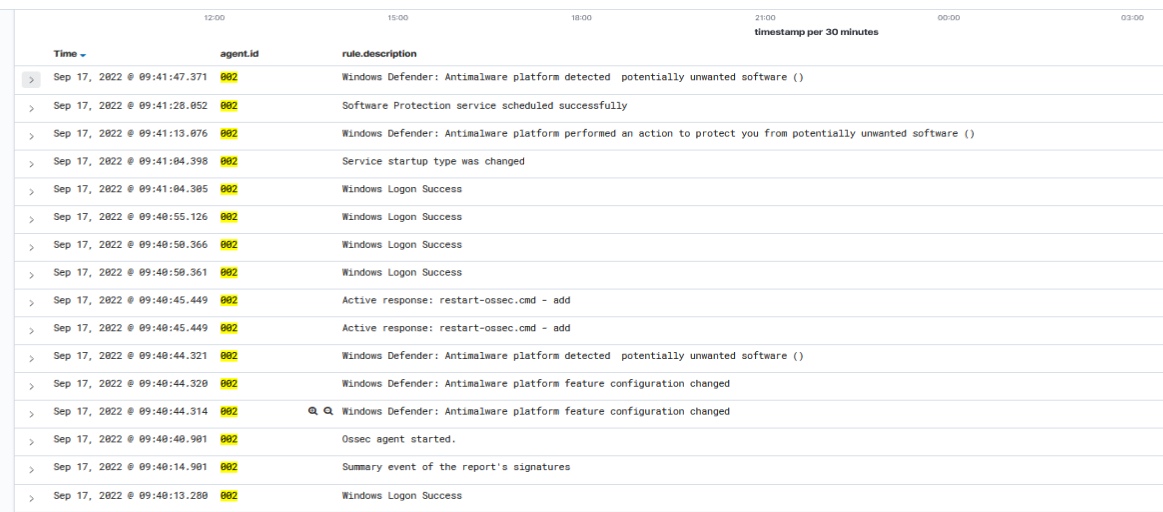 12:00 15:00 18:00 21:00 00:00 03:00
timestamp per 30 minutes
Time agent.id rule.description
Sep 17, 2022 @ 09:41:47.371 002 Windows Defender: Antimalware platform detected  potentially unwanted software ()
Sep 17, 2022 @ 09:41:28.052 002 Software Protection service scheduled successfully
Sep 17, 2022 @ 09:41:13.076 002 Windows Defender: Antimalware platform performed an action to protect you from potentially unwanted software ()
Sep 17, 2022 @ 09:41:04.398 002 Service startup type was changed
Sep 17, 2022 @ 09:41:04.305 002 Windows Logon Success
Sep 17, 2022 @ 09:40:55.126 002 Windows Logon Success
Sep 17, 2022 @ 09:40:50.366 002 Windows Logon Success
Sep 17, 2022 @ 09:40:50.361 002 Windows Logon Success
Sep 17, 2022 @ 09:40:45.449 002 Active response: restart-ossec.cmd - add
Sep 17, 2022 @ 09:40:45.449 002 Active response: restart-ossec.cmd - add
Sep 17, 2022 @ 09:40:44.321 002 Windows Defender: Antimalware platform detected  potentially unwanted software ()
Sep 17, 2022 @ 09:40:44.320 002 Windows Defender: Antimalware platform feature configuration changed
Sep 17, 2022 @ 09:40:44.314 002 Windows Defender: Antimalware platform feature configuration changed
Sep 17, 2022 @ 09:40:40.901 002 Ossec agent started.
Sep 17, 2022 @ 09:40:14.901 002 Summary event of the report's signatures
Sep 17, 2022 @ 09:40:13.280 002 Windows Logon Success